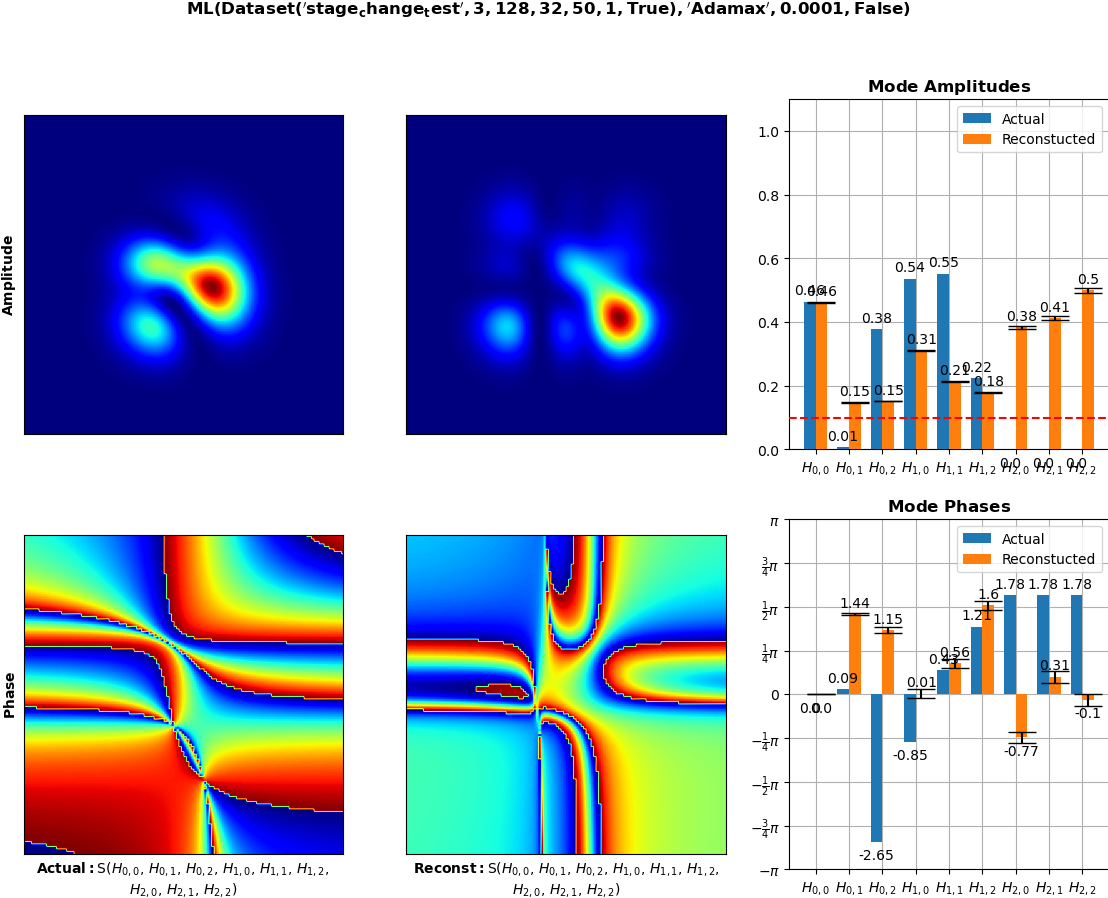 ML(Dataset('stage_change_test', 3, 128, 32, 50, 1, True), 'Adamax', 0.0001, False)
Amplitude
Mode Amplitudes
Actual
Reconstucted
1.0
0.8
0.6
0.4
0.2
0.0
0.46 0.46 0.01 0.15 0.38 0.15 0.54 0.31 0.55 0.21 0.22 0.18 0.0 0.38 0.0 0.41 0.0 0.5
H0,0 H0,1 H0,2 H1,0 H1,1 H1,2 H2,0 H2,1 H2,2
Phase
Mode Phases
Actual
Reconstucted
π
3/4π
1/2π
1/4π
0
−1/4π
−1/2π
−3/4π
−π
0.0 0.0 0.09 1.44 -2.65 1.15 -0.85 0.01 0.43 0.56 1.21 1.6 1.78 -0.77 1.78 0.31 1.78 -0.1
H0,0 H0,1 H0,2 H1,0 H1,1 H1,2 H2,0 H2,1 H2,2
Actual: S(H0,0, H0,1, H0,2, H1,0, H1,1, H1,2,
H2,0, H2,1, H2,2)
Reconst: S(H0,0, H0,1, H0,2, H1,0, H1,1, H1,2,
H2,0, H2,1, H2,2)